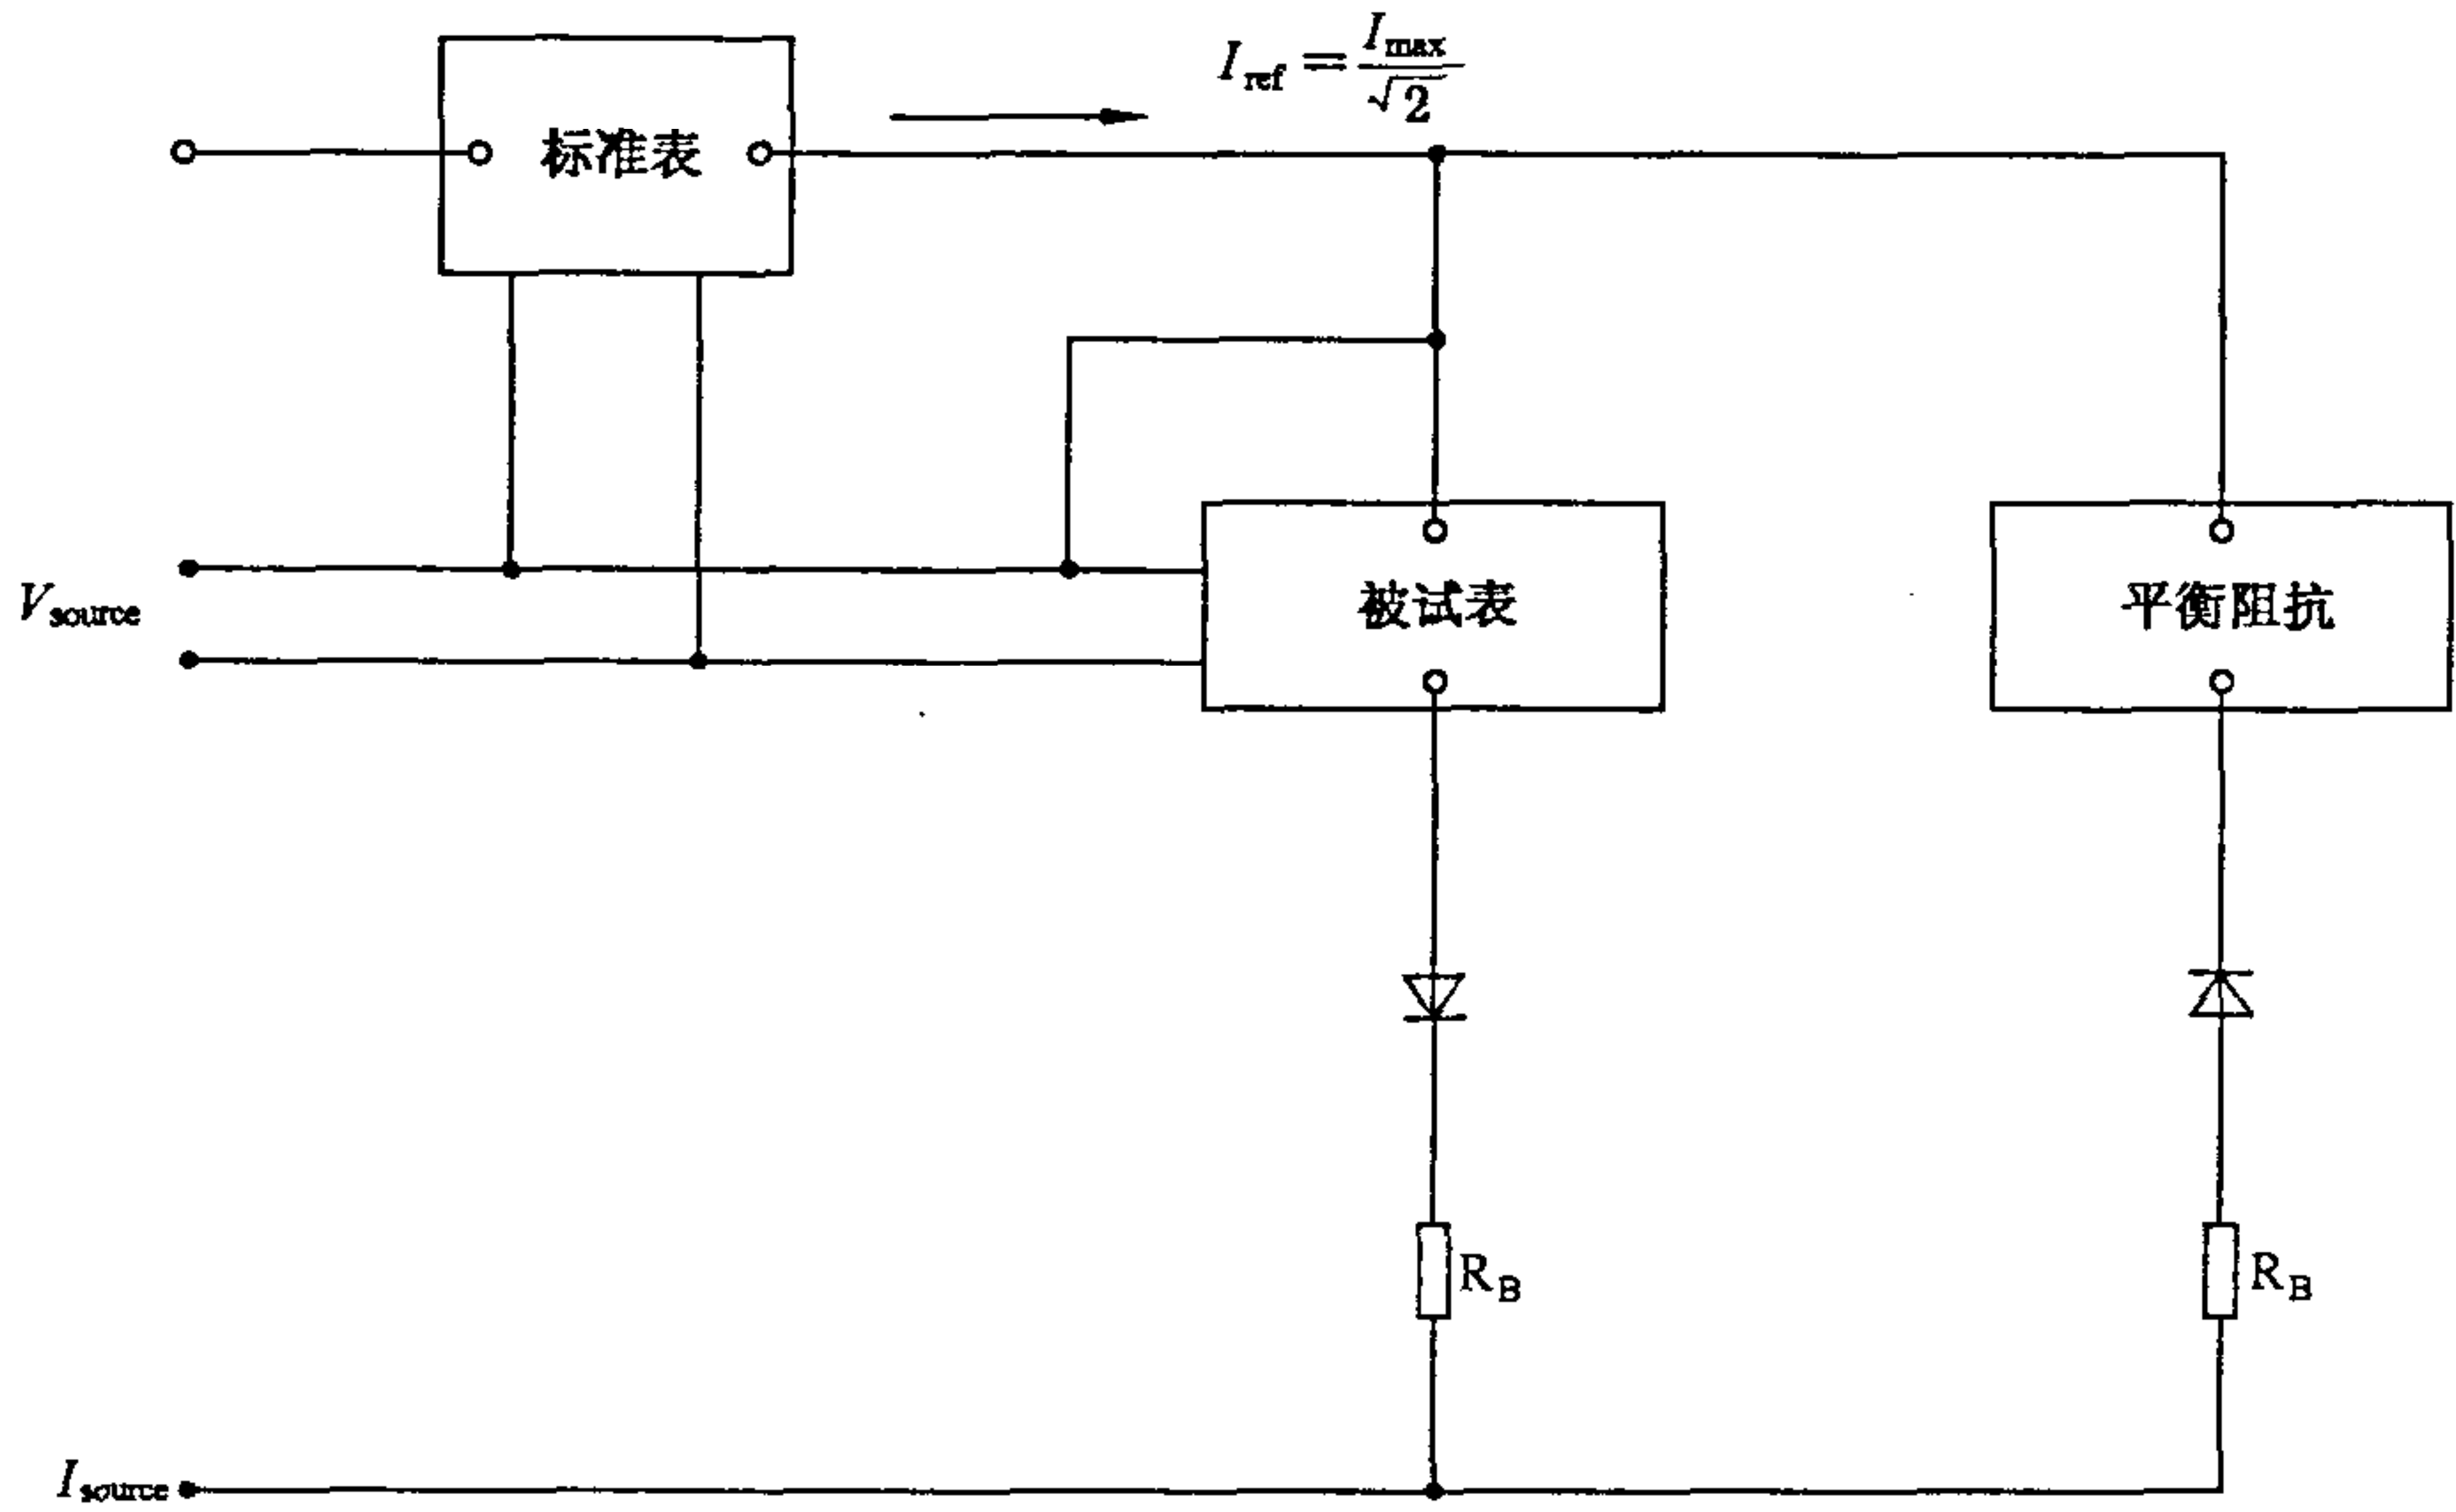 I_ref = I_max / √2
标准表
V_source
被试表
平衡阻抗
R_B
R_B
I_source